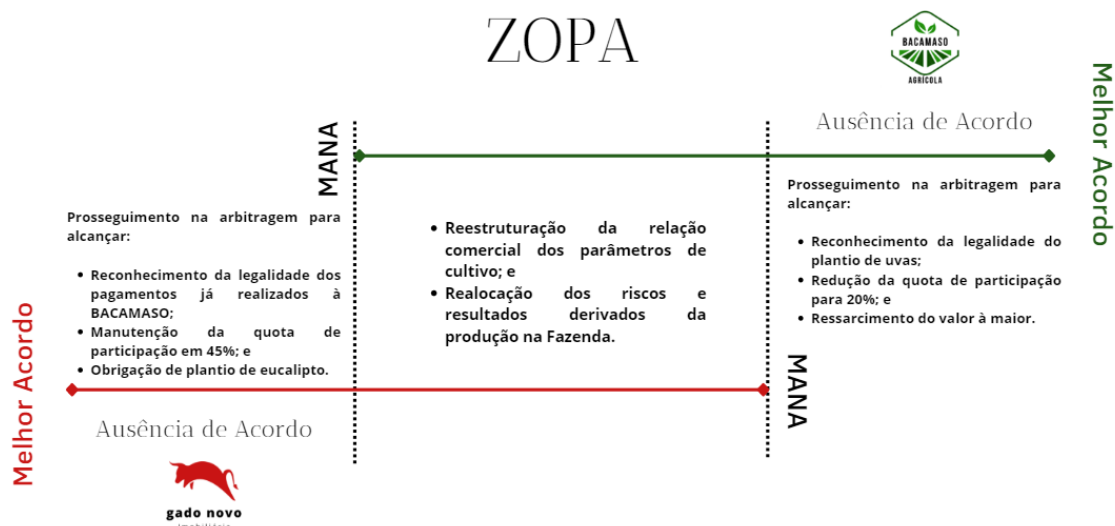 ZOPA
BACAMASO
AGRÍCOLA
Melhor Acordo
Ausência de Acordo
MANA
Prosseguimento na arbitragem para
alcançar:
• Reconhecimento da legalidade dos
pagamentos já realizados à
BACAMASO;
• Manutenção da quota de
participação em 45%; e
• Obrigação de plantio de eucalipto.
• Reestruturação da relação
comercial dos parâmetros de
cultivo; e
• Realocação dos riscos e
resultados derivados da
produção na Fazenda.
Prosseguimento na arbitragem para
alcançar:
• Reconhecimento da legalidade do
plantio de uvas;
• Redução da quota de participação
para 20%; e
• Ressarcimento do valor à maior.
MANA
Melhor Acordo
Ausência de Acordo
gado novo
Imobiliária